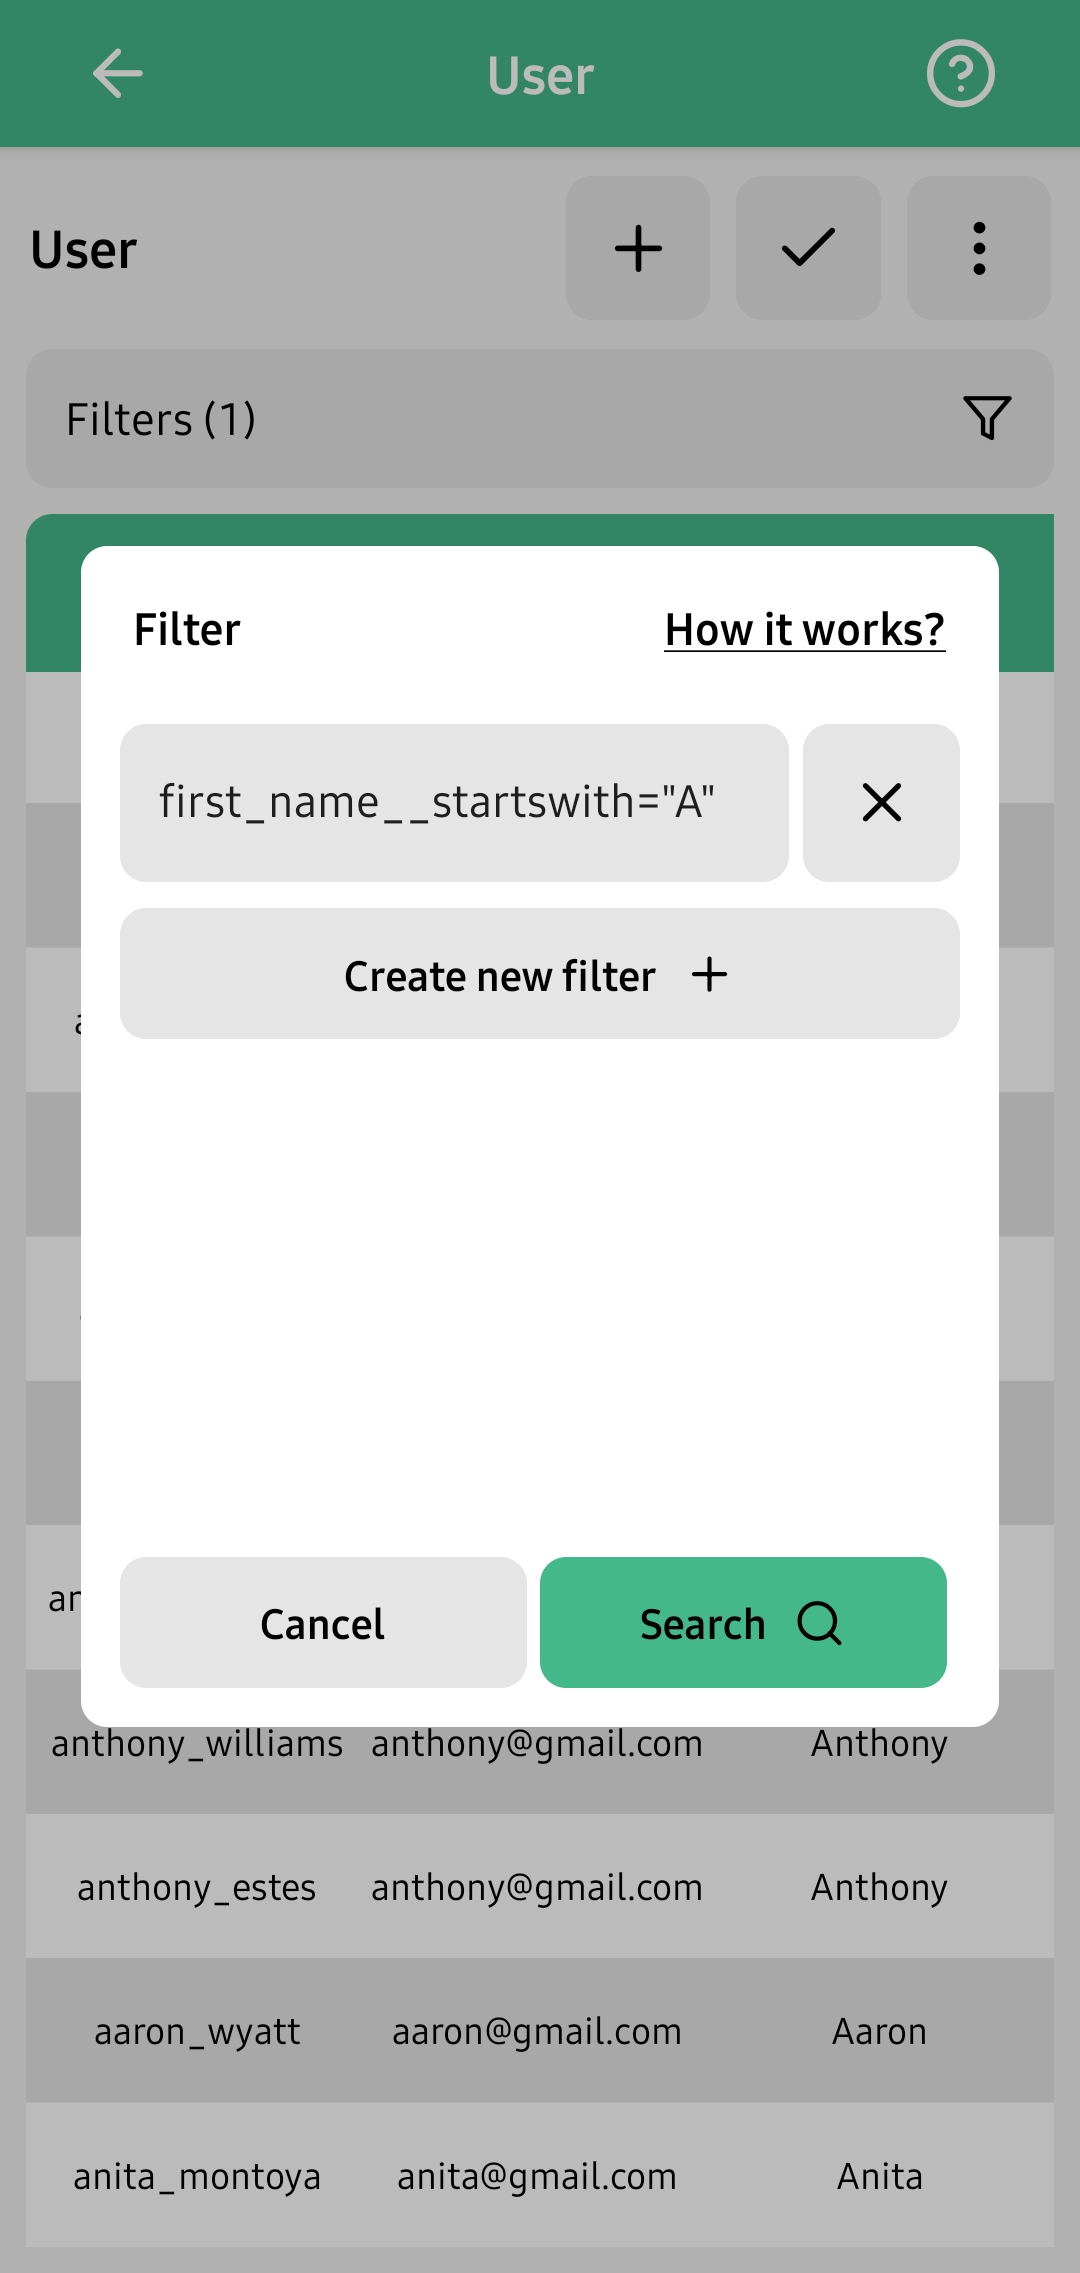 User
User
Filters (1)
Filter How it works?
first_name__startswith="A"
Create new filter
Cancel Search
anthony_williams anthony@gmail.com Anthony
anthony_estes anthony@gmail.com Anthony
aaron_wyatt aaron@gmail.com Aaron
anita_montoya anita@gmail.com Anita